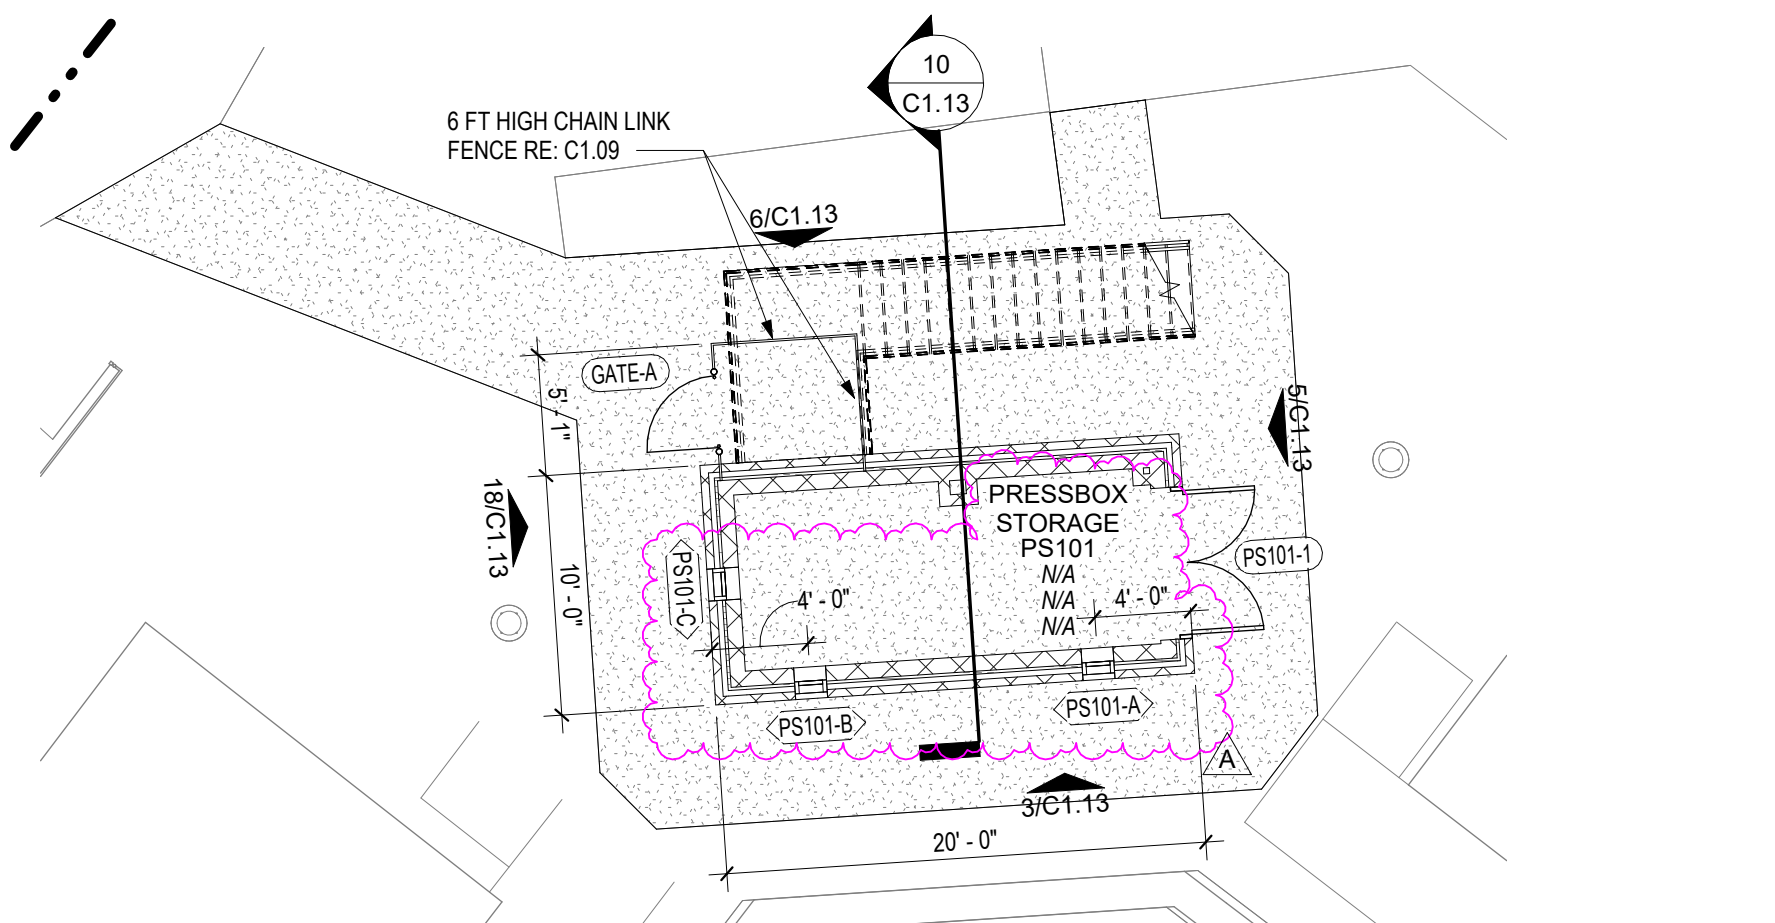 10
C1.13
6 FT HIGH CHAIN LINK
FENCE RE: C1.09
6/C1.13
GATE-A
5' - 1"
5/C1.13
18/C1.13
PRESSBOX
STORAGE
PS101
N/A
N/A
N/A
PS101-1
PS101-C
10' - 0"
4' - 0"
4' - 0"
PS101-A
PS101-B
A
3/C1.13
20' - 0"